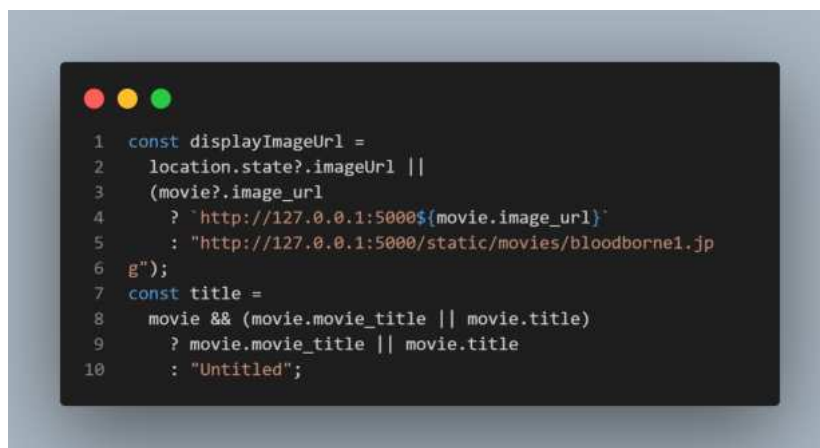 1 const displayImageUrl =
2   location.state?.imageUrl ||
3   (movie?.image_url
4     ? `http://127.0.0.1:5000${movie.image_url}`
5     : "http://127.0.0.1:5000/static/movies/bloodborne1.jp
6 g");
7 const title =
8   movie && (movie.movie_title || movie.title)
9     ? movie.movie_title || movie.title
10     : "Untitled";